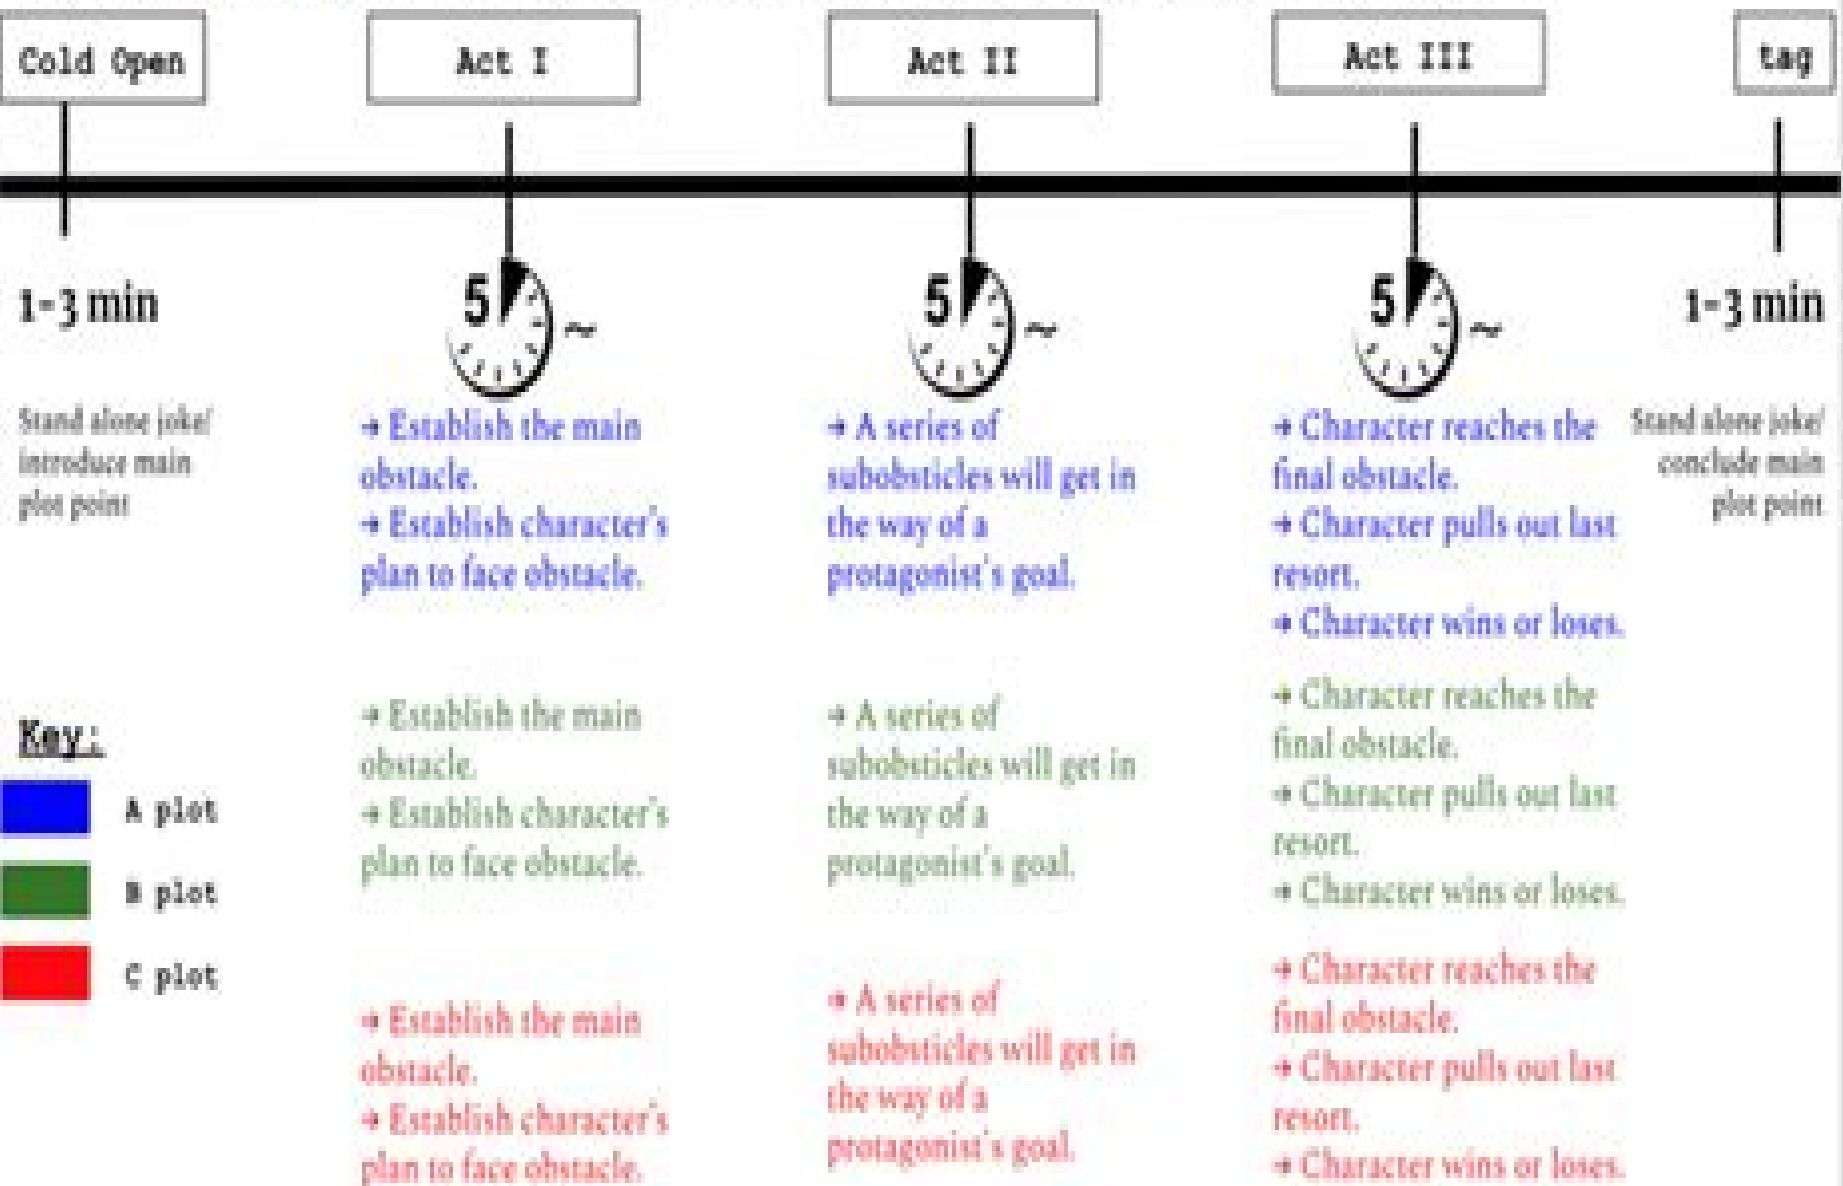 Cold Open
Act I
Act II
Act III
tag
1-3 min
5
~
5
~
5
~
1-3 min
Stand alone joke/
introduce main
plot point
→ Establish the main
obstacle.
→ Establish character's
plan to face obstacle.
→ A series of
subobsticles will get in
the way of a
protagonist's goal.
→ Character reaches the
final obstacle.
→ Character pulls out last
resort.
→ Character wins or loses.
Stand alone joke/
conclude main
plot point
Key:
A plot
B plot
C plot
→ Establish the main
obstacle.
→ Establish character's
plan to face obstacle.
→ A series of
subobsticles will get in
the way of a
protagonist's goal.
→ Character reaches the
final obstacle.
→ Character pulls out last
resort.
→ Character wins or loses.
→ Establish the main
obstacle.
→ Establish character's
plan to face obstacle.
→ A series of
subobsticles will get in
the way of a
protagonist's goal.
→ Character reaches the
final obstacle.
→ Character pulls out last
resort.
→ Character wins or loses.